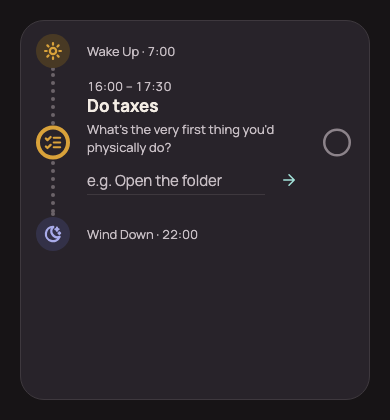 Wake Up · 7:00
16:00 – 17:30
Do taxes
What's the very first thing you'd
physically do?
e.g. Open the folder
Wind Down · 22:00